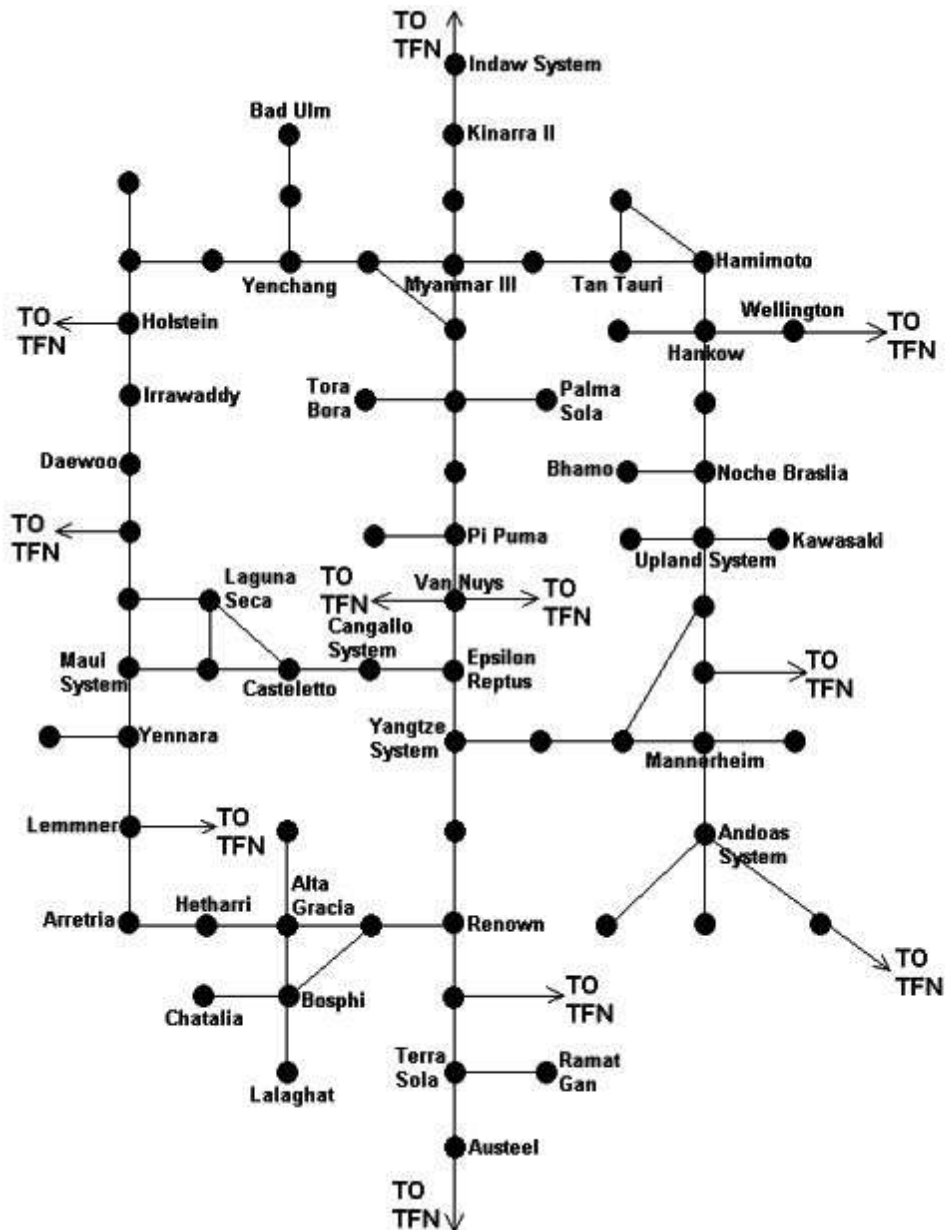 TO
TFN
Indaw System
Bad Ulm
Kinarra II
Yenchang
Myanmar III
Tan Tauri
Hamimoto
TO
TFN
Holstein
Wellington
Hankow
TO
TFN
Irrawaddy
Tora
Bora
Palma
Sola
Daewoo
Bhamo
Noche Braslia
TO
TFN
Pi Puma
Upland System
Kawasaki
Laguna
Seca
TO
TFN
Van Nuys
TO
TFN
Cangallo
System
Maui
System
Casteletto
Epsilon
Reptus
TO
TFN
Yennara
Yangtze
System
Mannerheim
Lemmner
TO
TFN
Andoas
System
Arretria
Hetharri
Alta
Gracia
Renown
TO
TFN
Chatalia
Bosphi
TO
TFN
Lalaghat
Terra
Sola
Ramat
Gan
Austeel
TO
TFN